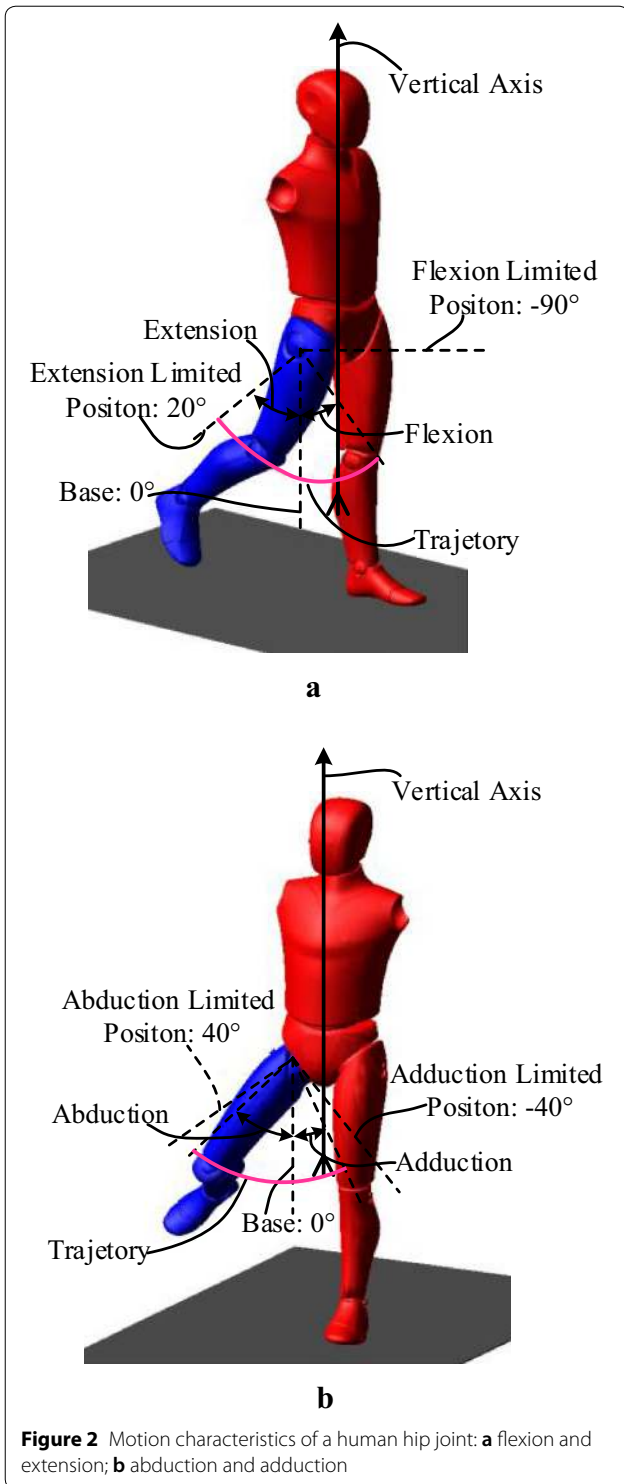 Vertical Axis
Flexion Limited
Positon: -90°
Extension
Extension Limited
Positon: 20°
Flexion
Base: 0°
Trajetory
a
Vertical Axis
Abduction Limited
Positon: 40°
Adduction Limited
Positon: -40°
Abduction
Adduction
Base: 0°
Trajetory
b
Figure 2 Motion characteristics of a human hip joint: a flexion and
extension; b abduction and adduction